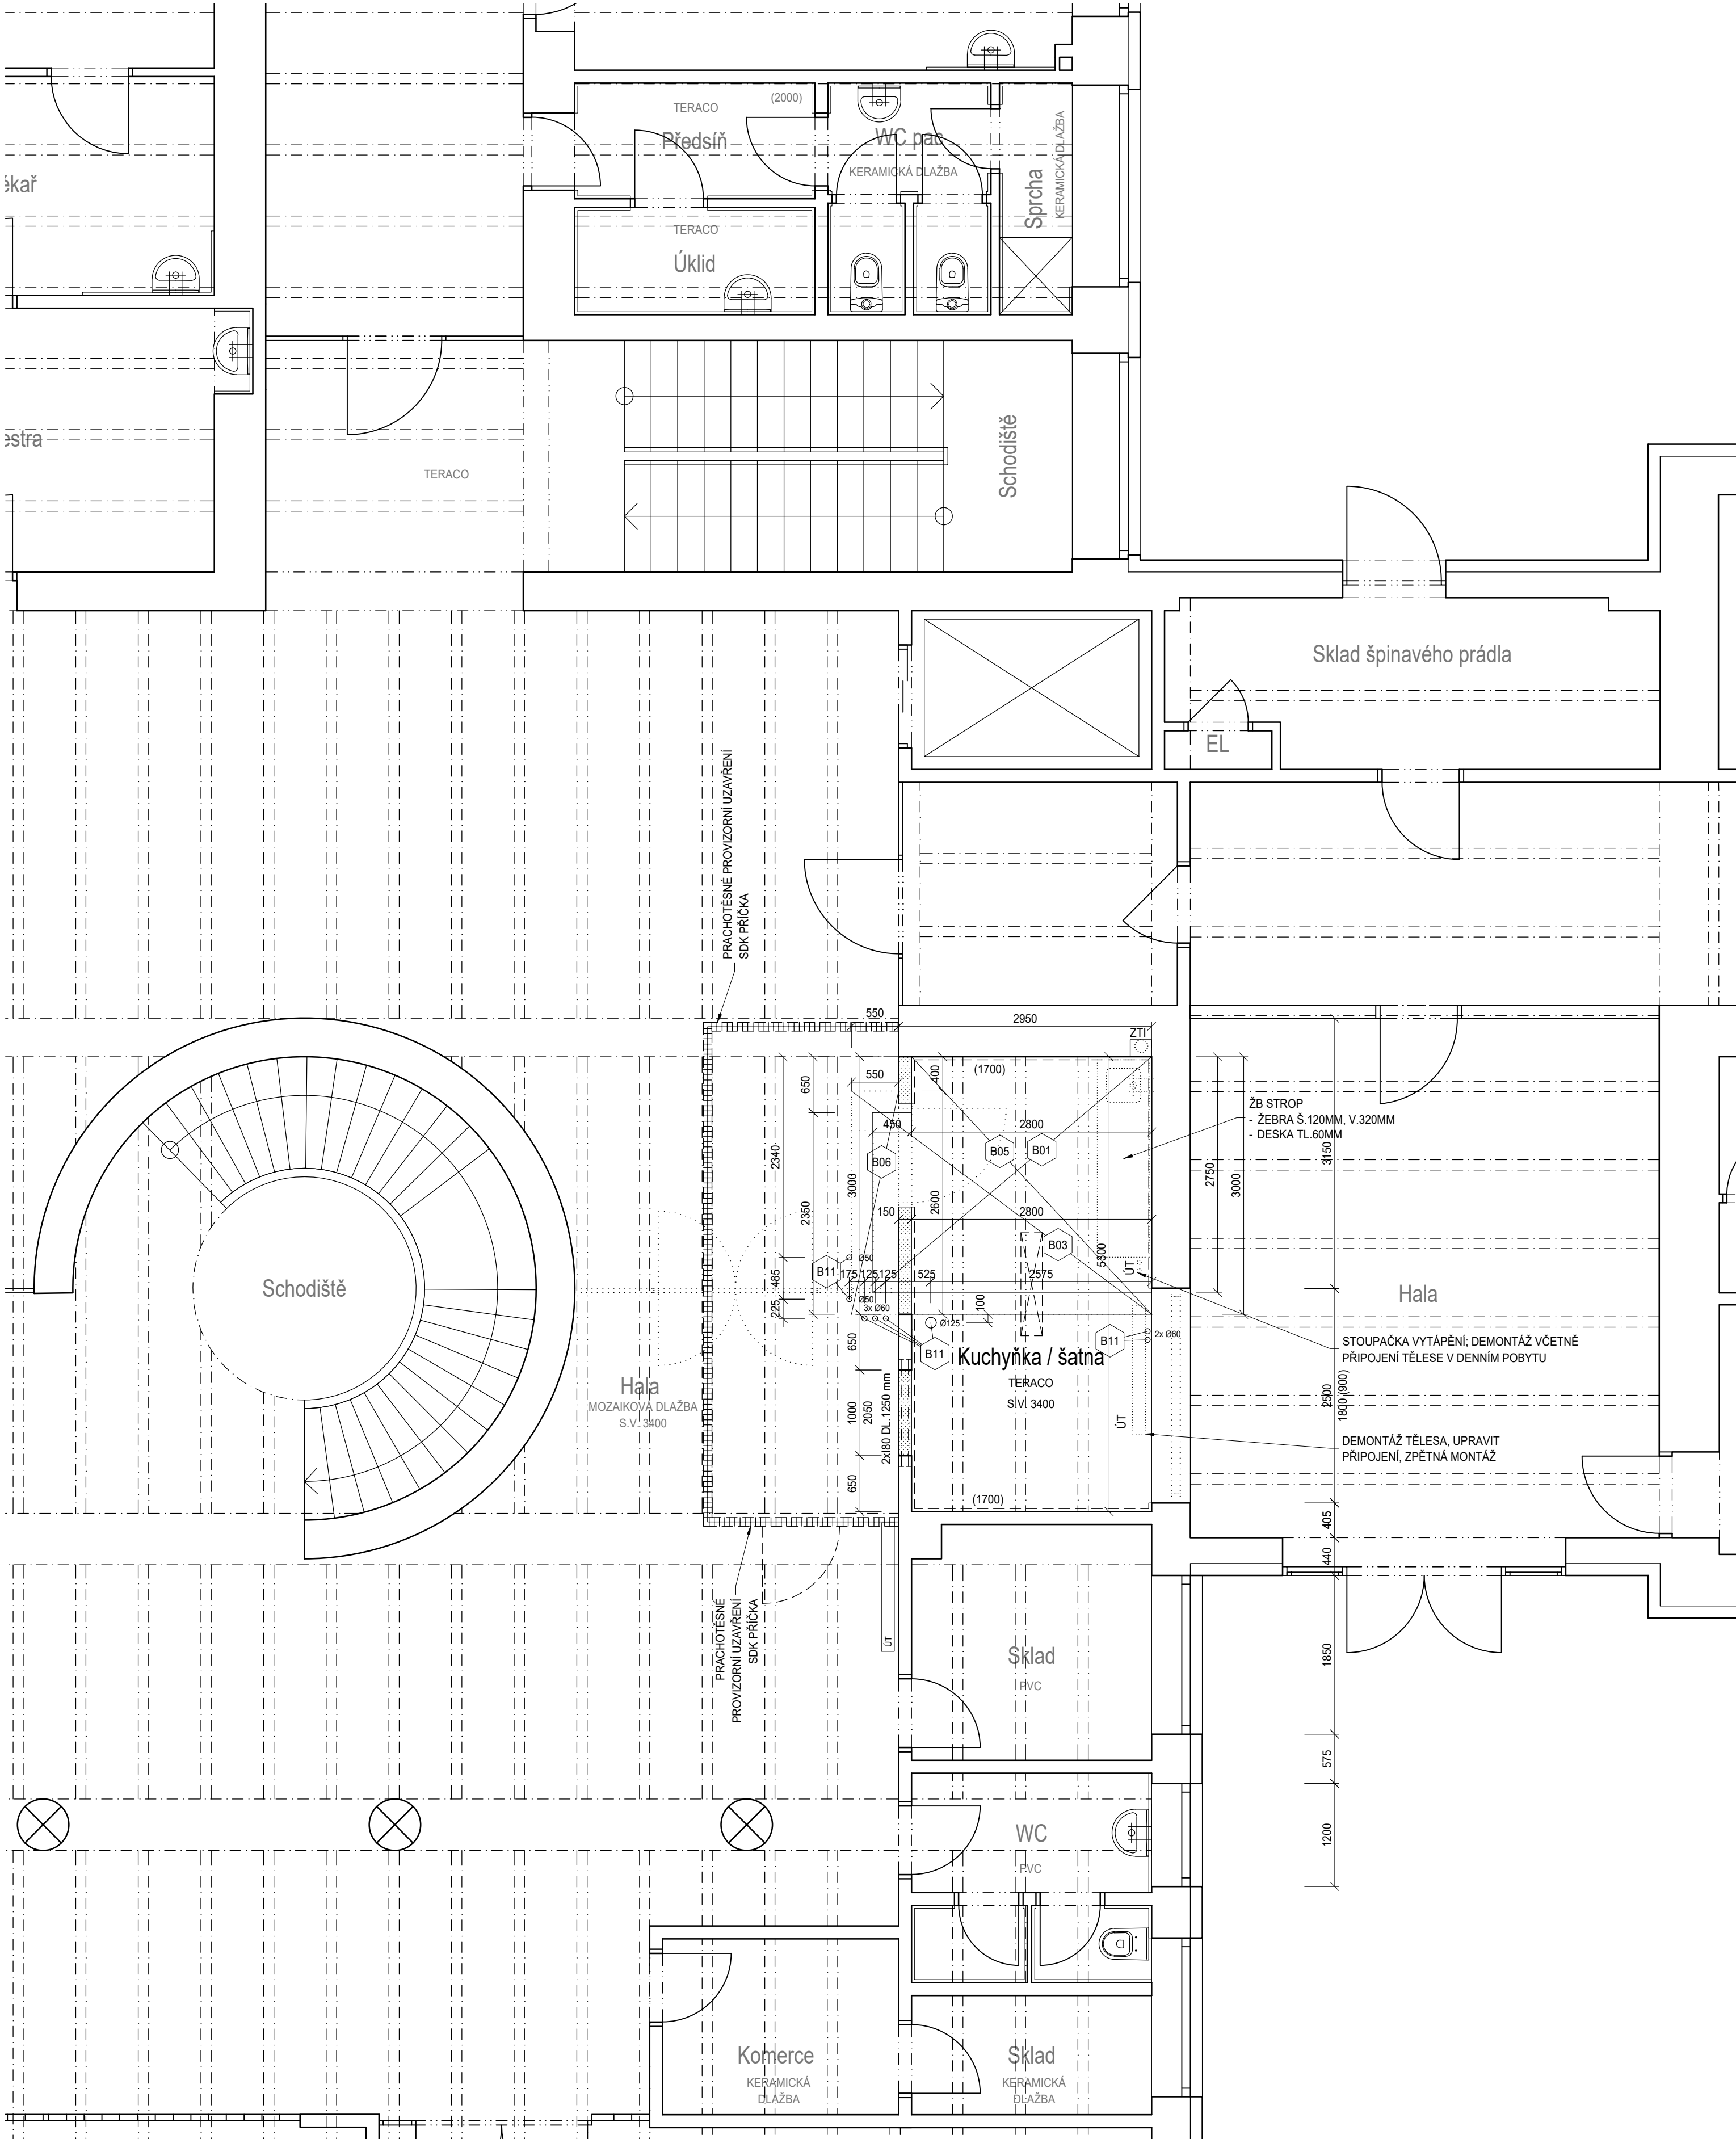 TERACO
(2000)
Předsíň
WC pac
KERAMICKÁ DLAŽBA
Sprcha
KERAMICKÁ DLAŽBA
ékař
TERACO
Úklid
estra
TERACO
Schodiště
Sklad špinavého prádla
EL
PRACHOTĚSNÉ PROVIZORNÍ UZAVŘENÍ
SDK PŘÍČKA
550
2950
ZTI
(1700)
550
650
400
450
2800
ŽB STROP
- ŽEBRA Š.120MM, V.320MM
- DESKA TL.60MM
B06
B05
B01
2340
3000
2750
3000
3150
2350
2600
150
2800
B03
5300
Ø50
B11
175
125
125
525
2575
ÚT
485
Ø50
3x Ø60
225
100
Ø125
B11
B11
2x Ø60
650
Schodiště
Hala
STOUPAČKA VYTÁPĚNÍ; DEMONTÁŽ VČETNĚ
PŘIPOJENÍ TĚLESE V DENNÍM POBYTU
Kuchyňka / šatna
TERACO
S.V. 3400
Hala
MOZAIKOVÁ DLAŽBA
S.V. 3400
1000
2050
2xI80 DL.1250 mm
ÚT
2500
1800 (900)
DEMONTÁŽ TĚLESA, UPRAVIT
PŘIPOJENÍ, ZPĚTNÁ MONTÁŽ
650
(1700)
405
440
PRACHOTĚSNÉ
PROVIZORNÍ UZAVŘENÍ
SDK PŘÍČKA
ÚT
Sklad
PVC
1850
575
1200
WC
PVC
Komerce
KERAMICKÁ
DLAŽBA
Sklad
KERAMICKÁ
DLAŽBA